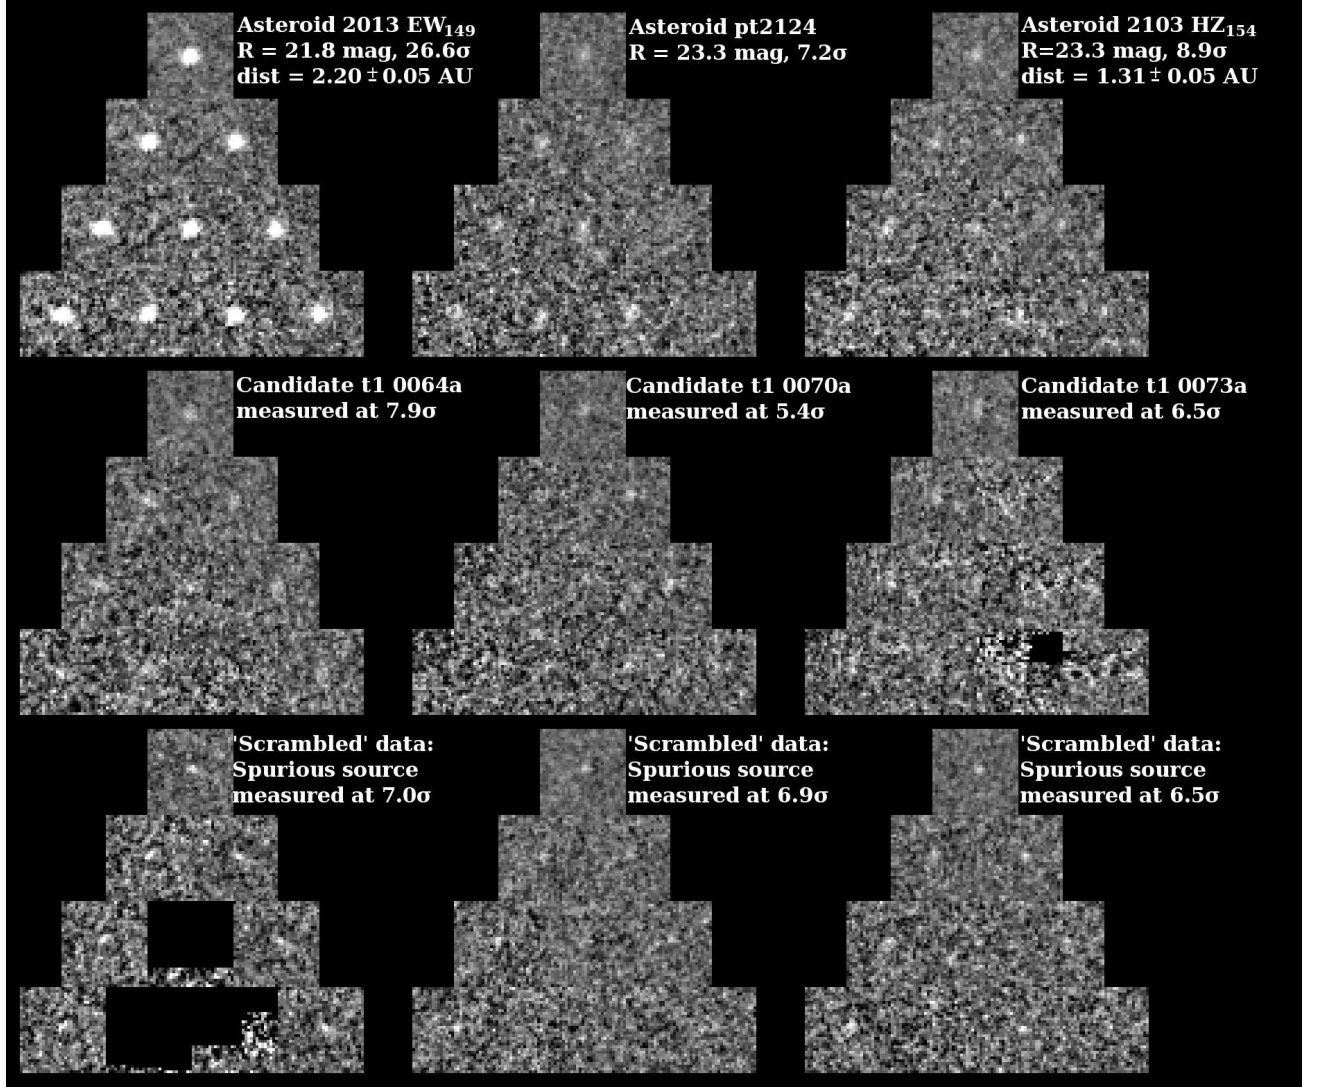 Asteroid 2013 EW₁₄₉
R = 21.8 mag, 26.6σ
dist = 2.20 ± 0.05 AU
Asteroid pt2124
R = 23.3 mag, 7.2σ
Asteroid 2103 HZ₁₅₄
R=23.3 mag, 8.9σ
dist = 1.31 ± 0.05 AU
Candidate t1 0064a
measured at 7.9σ
Candidate t1 0070a
measured at 5.4σ
Candidate t1 0073a
measured at 6.5σ
'Scrambled' data:
Spurious source
measured at 7.0σ
'Scrambled' data:
Spurious source
measured at 6.9σ
'Scrambled' data:
Spurious source
measured at 6.5σ